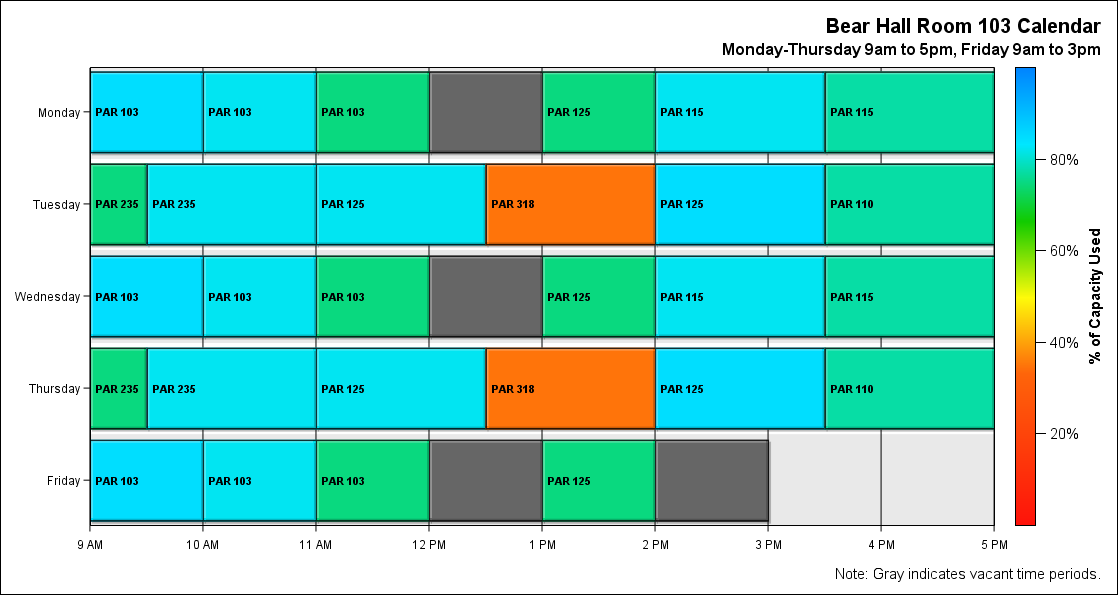 Bear Hall Room 103 Calendar
Monday-Thursday 9am to 5pm, Friday 9am to 3pm
Monday PAR 103 PAR 103 PAR 103 PAR 125 PAR 115 PAR 115
80%
Tuesday PAR 235 PAR 235 PAR 125 PAR 318 PAR 125 PAR 110
60%
Wednesday PAR 103 PAR 103 PAR 103 PAR 125 PAR 115 PAR 115
% of Capacity Used
40%
Thursday PAR 235 PAR 235 PAR 125 PAR 318 PAR 125 PAR 110
20%
Friday PAR 103 PAR 103 PAR 103 PAR 125
9 AM 10 AM 11 AM 12 PM 1 PM 2 PM 3 PM 4 PM 5 PM
Note: Gray indicates vacant time periods.